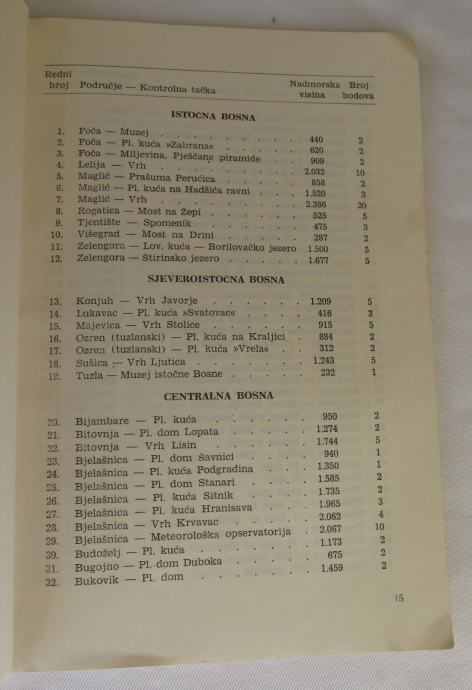 Redni broj Područje — Kontrolna tačka Nadmorska visina Broj bodova
ISTOČNA BOSNA
1. Foča — Muzej . . . . . . . 440 2
2. Foča — Pl. kuća »Zabrana« . . . . 620 2
3. Foča — Miljevina, Pješčane piramide . . 909 2
4. Lelija — Vrh . . . . . . . 2.032 10
5. Maglić — Prašuma Perućica . . . . 858 2
6. Maglić — Pl. kuća na Hadžića ravni . . 1.520 3
7. Maglić — Vrh . . . . . . . 2.386 20
8. Rogatica — Most na Žepi . . . . . 525 5
9. Tjentište — Spomenik . . . . . 475 3
10. Višegrad — Most na Drini . . . . 287 2
11. Zelengora — Lov. kuća — Borilovačko jezero 1.500 5
12. Zelengora — Štirinsko jezero . . . . 1.677 5
SJEVEROISTOČNA BOSNA
13. Konjuh — Vrh Javorje . . . . . 1.209 5
14. Lukavac — Pl. kuća »Svatovac« . . . 416 3
15. Majevica — Vrh Stolice . . . . . 915 5
16. Ozren (tuzlanski) — Pl. kuća na Kraljici . 884 2
17. Ozren (tuzlanski) — Pl. kuća »Vrela« . . 312 2
18. Sušica — Vrh Ljutica . . . . . 1.243 5
19. Tuzla — Muzej istočne Bosne . . . . 232 1
CENTRALNA BOSNA
20. Bijambare — Pl. kuća . . . . . 950 2
21. Bitovnja — Pl. dom Lopata . . . . 1.274 2
22. Bitovnja — Vrh Lisin . . . . . 1.744 5
23. Bjelašnica — Pl. dom Šavnici . . . . 940 1
24. Bjelašnica — Pl. kuća Podgradina . . . 1.350 1
25. Bjelašnica — Pl. dom Stanari . . . . 1.585 2
26. Bjelašnica — Pl. kuća Sitnik . . . . 1.735 2
27. Bjelašnica — Pl. kuća Hranisava . . . 1.965 3
28. Bjelašnica — Vrh Krvavac . . . . 2.062 4
29. Bjelašnica — Meteorološka opservatorija . 2.067 10
30. Budoželj — Pl. kuća . . . . . 1.173 2
31. Bugojno — Pl. dom Duboka . . . . 675 2
32. Bukovik — Pl. dom . . . . . . 1.459 2
15